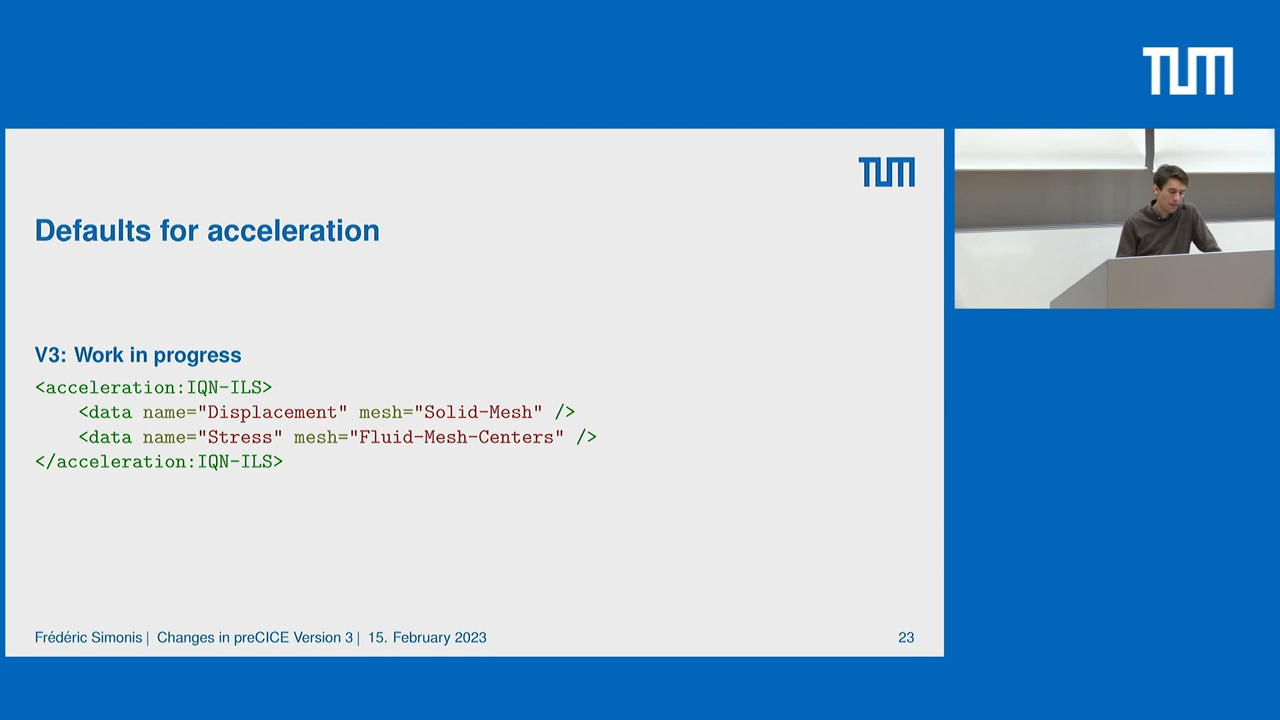 TUM
TUM
Defaults for acceleration
V3: Work in progress
<acceleration:IQN-ILS>
<data name="Displacement" mesh="Solid-Mesh" />
<data name="Stress" mesh="Fluid-Mesh-Centers" />
</acceleration:IQN-ILS>
Frédéric Simonis | Changes in preCICE Version 3 | 15. February 2023
23